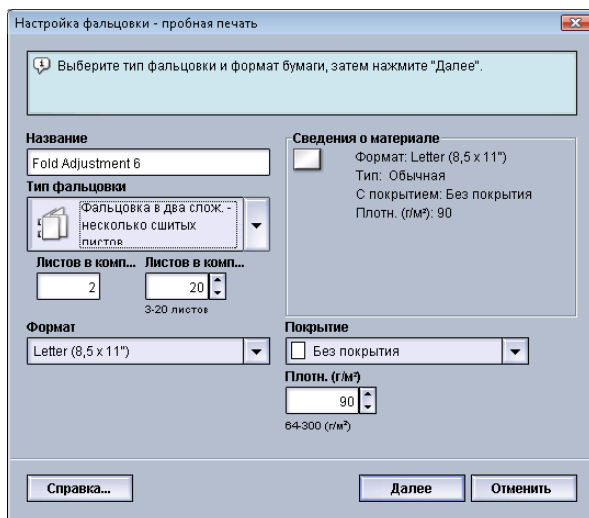 Настройка фальцовки - пробная печать
Выберите тип фальцовки и формат бумаги, затем нажмите "Далее".
Название
Fold Adjustment 6
Тип фальцовки
Фальцовка в два слож. -
несколько сшитых
листов
Листов в комп... Листов в комп...
2 20
3-20 листов
Формат
Letter (8,5 x 11")
Сведения о материале
Формат: Letter (8,5 x 11")
Тип: Обычная
С покрытием: Без покрытия
Плотн. (г/м²): 90
Покрытие
Без покрытия
Плотн. (г/м²)
90
64-300 (г/м²)
Справка... Далее Отменить